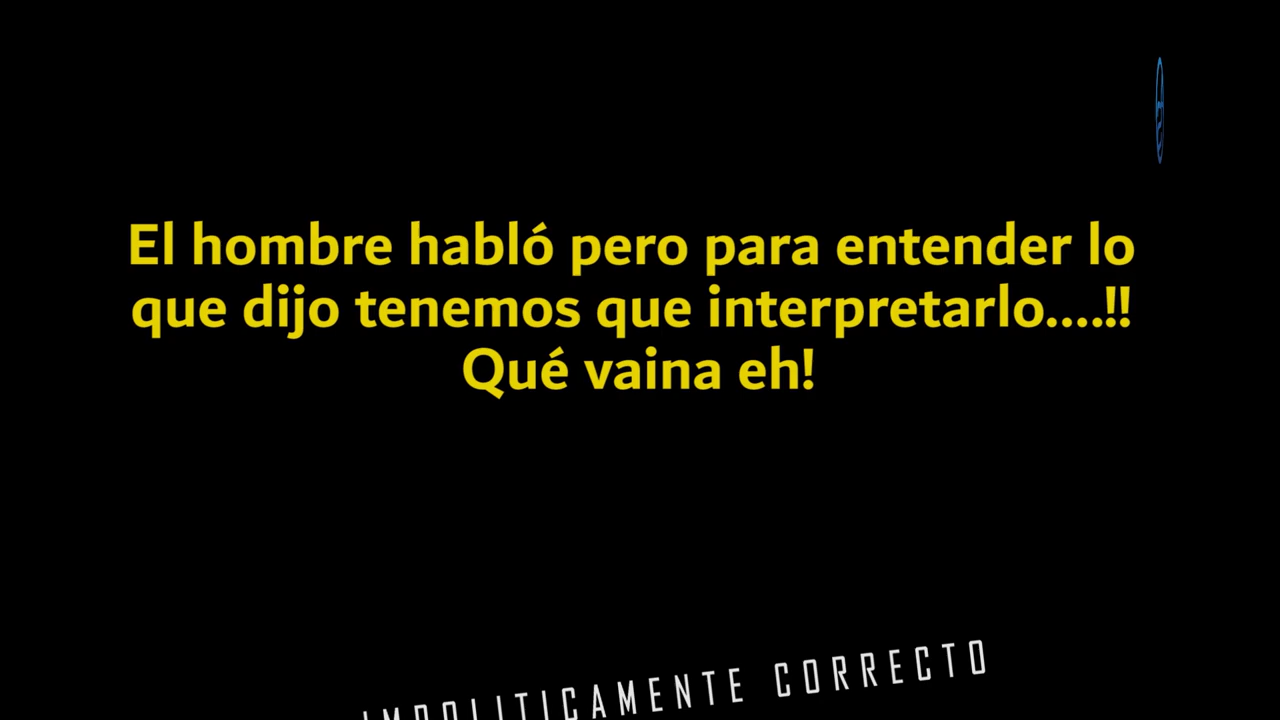 El hombre habló pero para entender lo
que dijo tenemos que interpretarlo....!!
Qué vaina eh!
IMPOLITICAMENTE CORRECTO